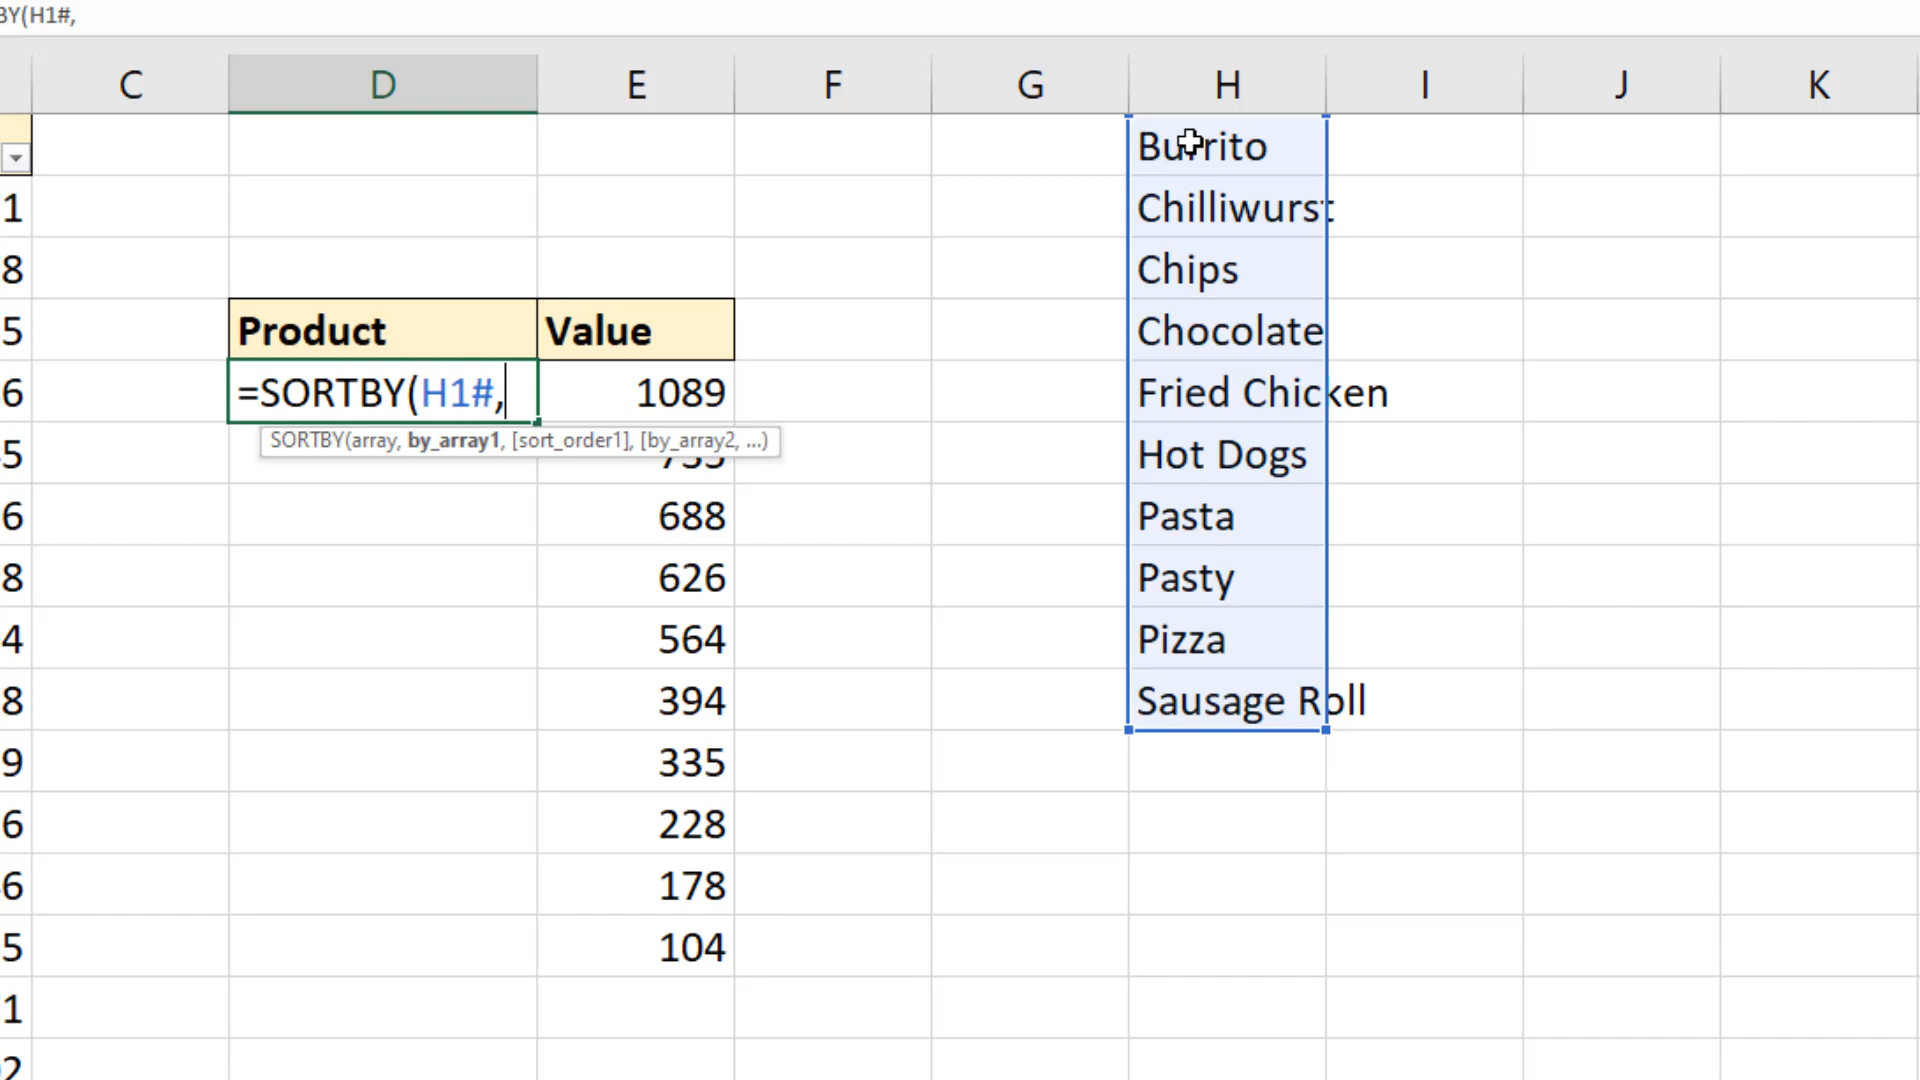 BY(H1#,
C D E F G H I J K
Burrito
1 Chilliwurst
8 Chips
5 Product Value Chocolate
6 =SORTBY(H1#, 1089 Fried Chicken
SORTBY(array, by_array1, [sort_order1], [by_array2, ...)
5 Hot Dogs
6 688 Pasta
8 626 Pasty
4 564 Pizza
8 394 Sausage Roll
9 335
6 228
6 178
5 104
1
2